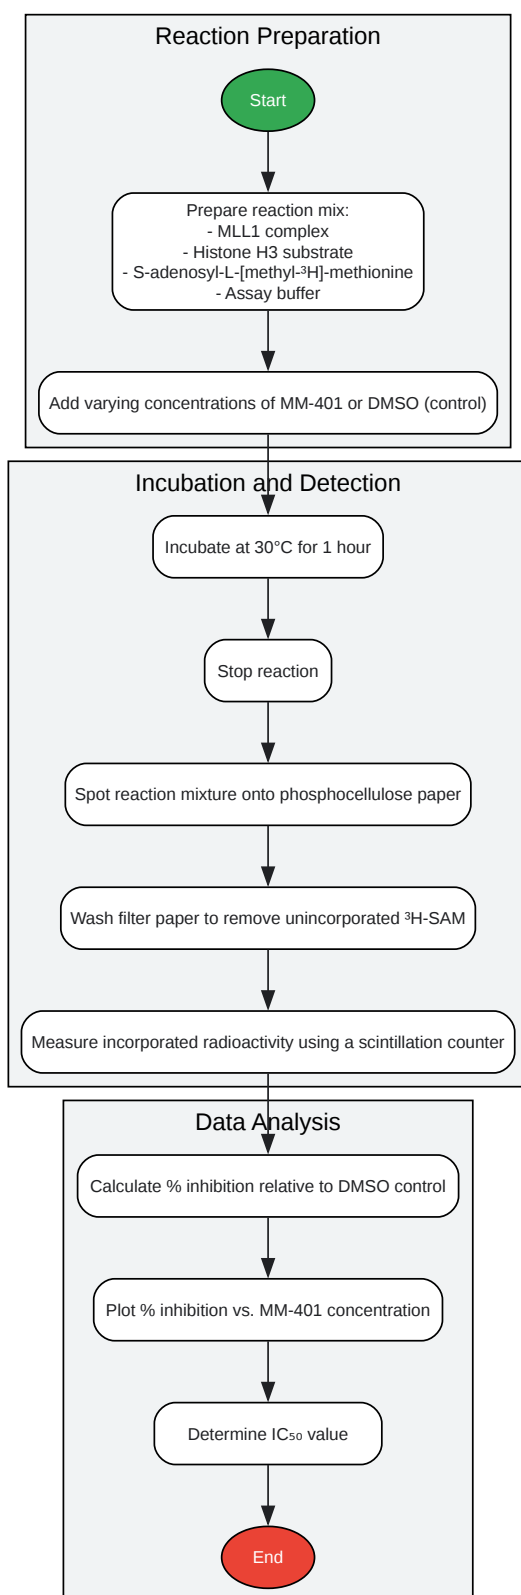 Reaction Preparation
Start
Prepare reaction mix:
- MLL1 complex
- Histone H3 substrate
- S-adenosyl-L-[methyl-³H]-methionine
- Assay buffer
Add varying concentrations of MM-401 or DMSO (control)
Incubation and Detection
Incubate at 30°C for 1 hour
Stop reaction
Spot reaction mixture onto phosphocellulose paper
Wash filter paper to remove unincorporated ³H-SAM
Measure incorporated radioactivity using a scintillation counter
Data Analysis
Calculate % inhibition relative to DMSO control
Plot % inhibition vs. MM-401 concentration
Determine IC₅₀ value
End